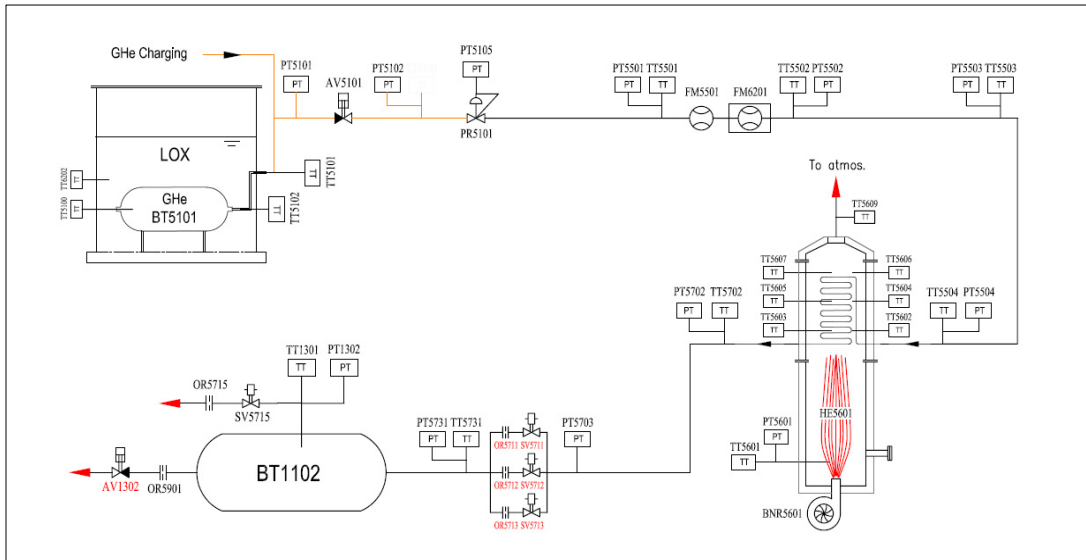 GHe Charging
PT5101
PT
AV5101
PT5102
PT
PT5105
PT
PR5101
PT5501
PT
TT5501
TT
FM5501
FM6201
TT5502
TT
PT5502
PT
PT5503
PT
TT5503
TT
LOX
TT6202
TT
TT5100
TT
GHe
BT5101
TT
TT5101
TT
TT5102
To atmos.
TT5609
TT
TT5607
TT
TT5606
TT
TT5605
TT
TT5604
TT
TT5603
TT
TT5602
TT
TT5504
TT
PT5504
PT
PT5702
PT
TT5702
TT
HE5601
PT5601
PT
TT5601
TT
BNR5601
TT1301
TT
PT1302
PT
OR5715
SV5715
BT1102
AV1302
OR5901
PT5731
PT
TT5731
TT
OR5711
SV5711
OR5712
SV5712
OR5713
SV5713
PT5703
PT